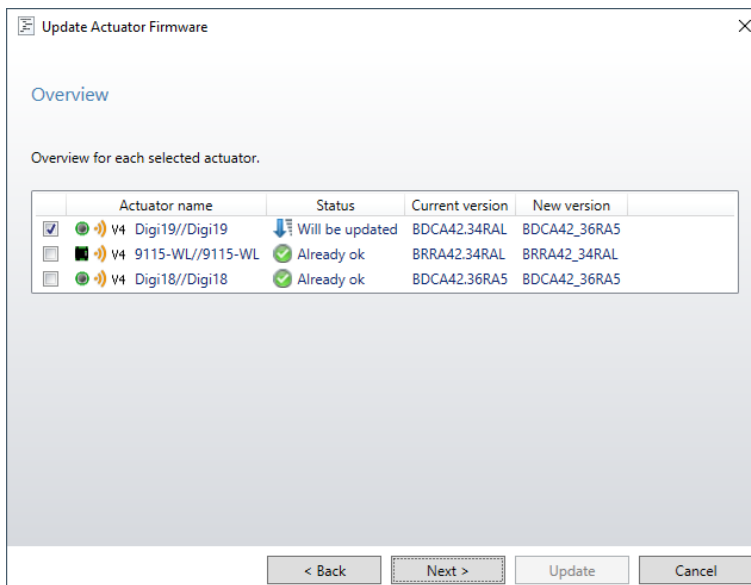 Update Actuator Firmware
Overview
Overview for each selected actuator.
Actuator name Status Current version New version
V4 Digi19//Digi19 Will be updated BDCA42.34RAL BDCA42_36RA5
V4 9115-WL//9115-WL Already ok BRRA42.34RAL BRRA42_34RAL
V4 Digi18//Digi18 Already ok BDCA42.36RA5 BDCA42_36RA5
< Back Next > Update Cancel